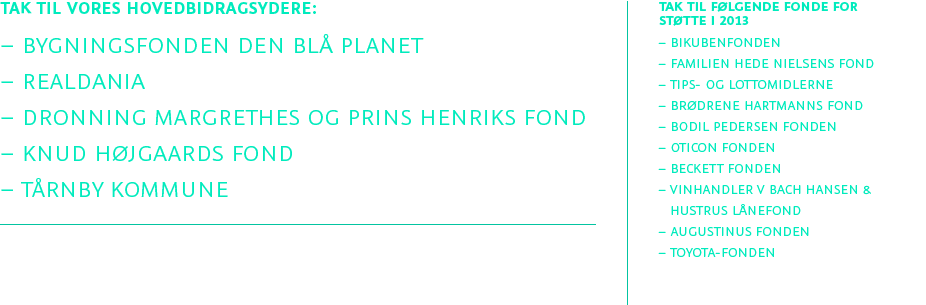 TAK TIL VORES HOVEDBIDRAGSYDERE:
– BYGNINGSFONDEN DEN BLÅ PLANET
– REALDANIA
– DRONNING MARGRETHES OG PRINS HENRIKS FOND
– KNUD HØJGAARDS FOND
– TÅRNBY KOMMUNE
TAK TIL FØLGENDE FONDE FOR
STØTTE I 2013
– BIKUBENFONDEN
– FAMILIEN HEDE NIELSENS FOND
– TIPS- OG LOTTOMIDLERNE
– BRØDRENE HARTMANNS FOND
– BODIL PEDERSEN FONDEN
– OTICON FONDEN
– BECKETT FONDEN
– VINHANDLER V BACH HANSEN &
HUSTRUS LÅNEFOND
– AUGUSTINUS FONDEN
– TOYOTA-FONDEN